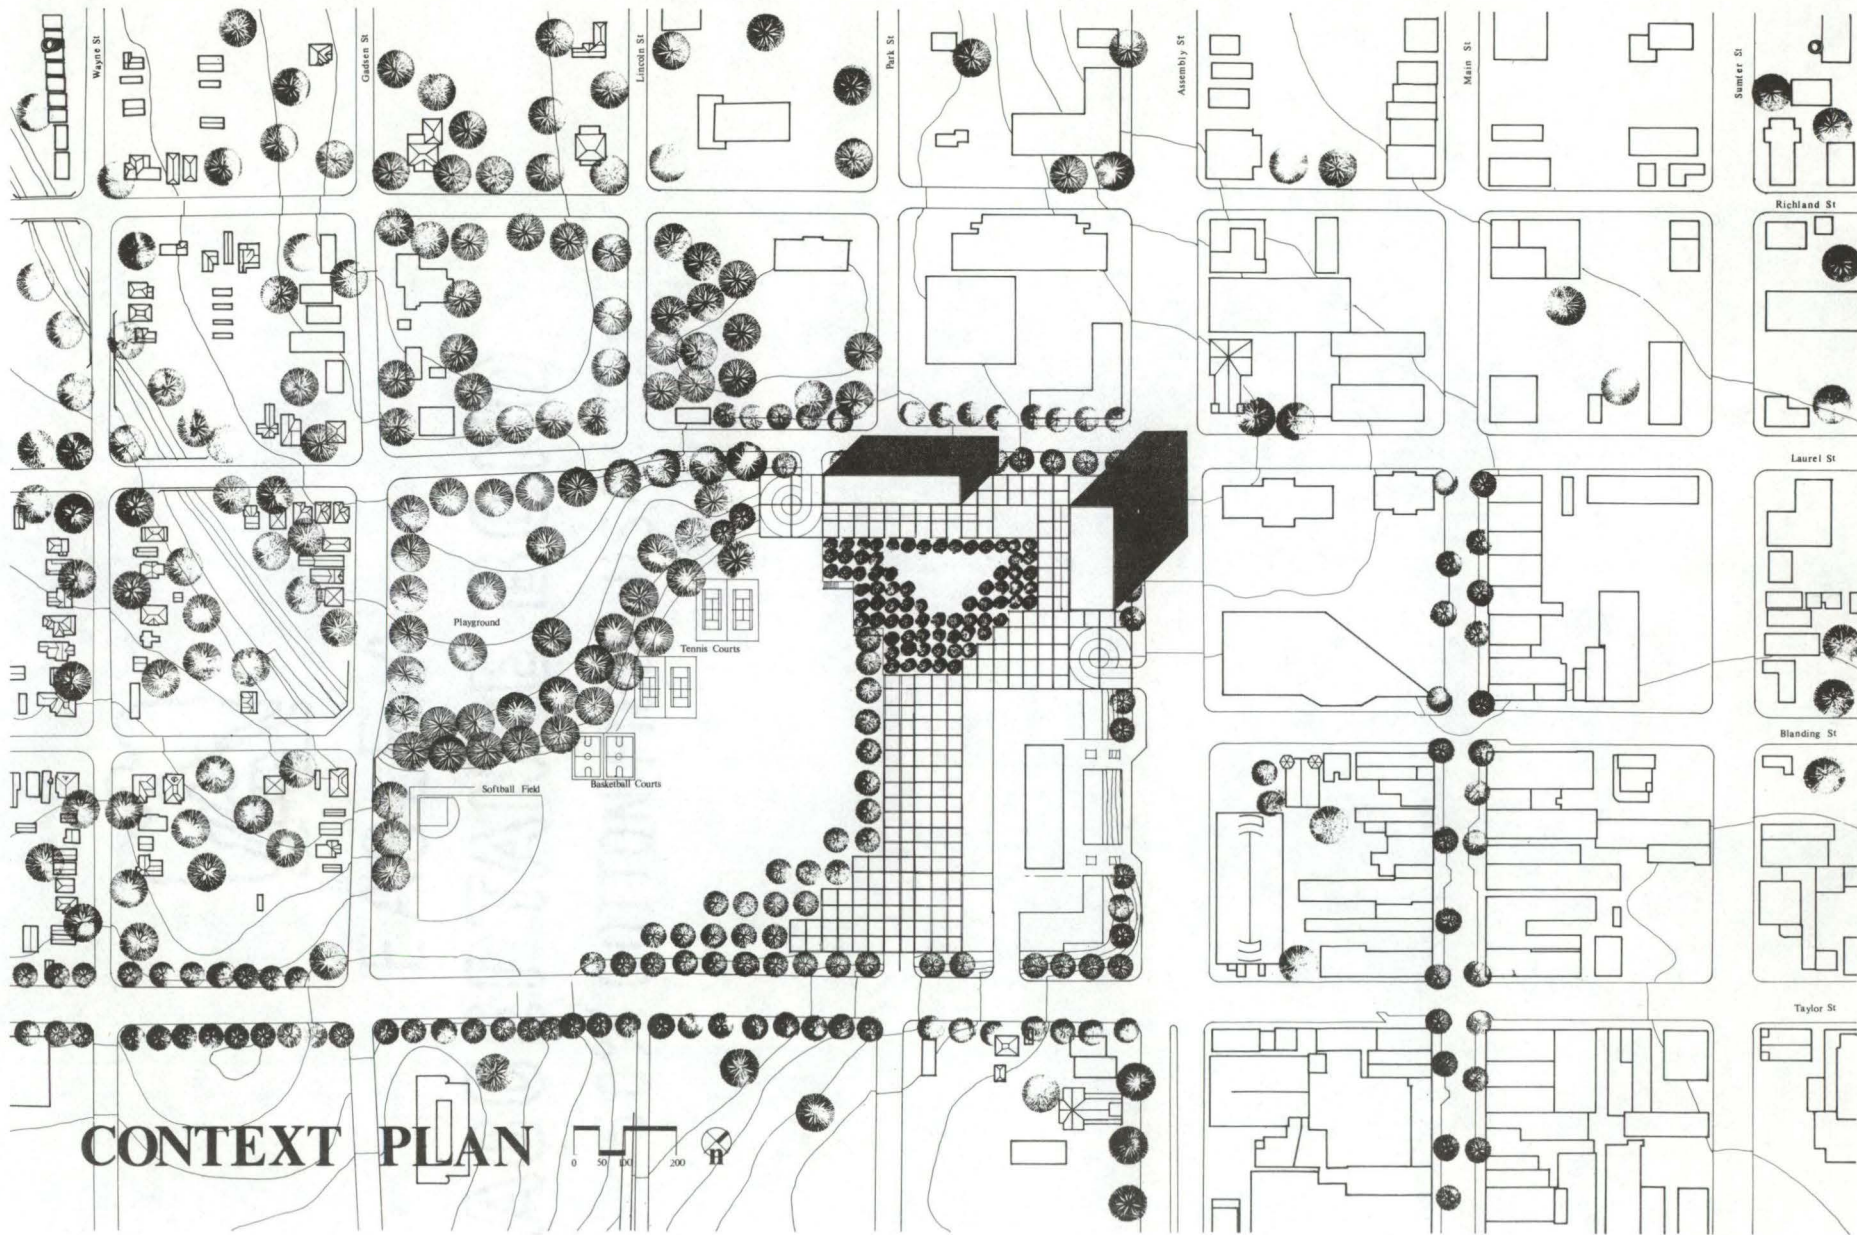 Wayne St
Gadsen St
Lincoln St
Park St
Assembly St
Main St
Sumter St
Richland St
Laurel St
Playground
Tennis Courts
Blanding St
Softball Field
Basketball Courts
Taylor St
CONTEXT PLAN
0 50 100 200
n